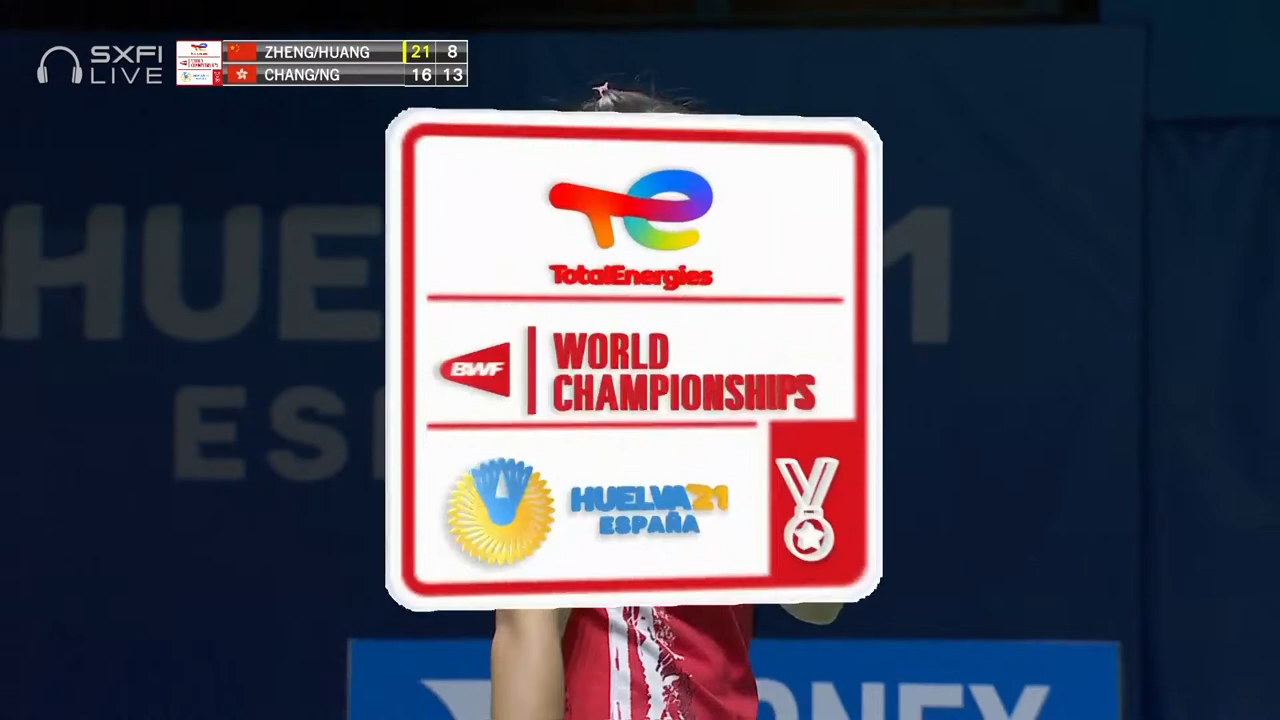 SXFI
LIVE
ZHENG/HUANG 21 8
CHANG/NG 16 13
TotalEnergies
BWF
WORLD
CHAMPIONSHIPS
HUELVA21
ESPAÑA